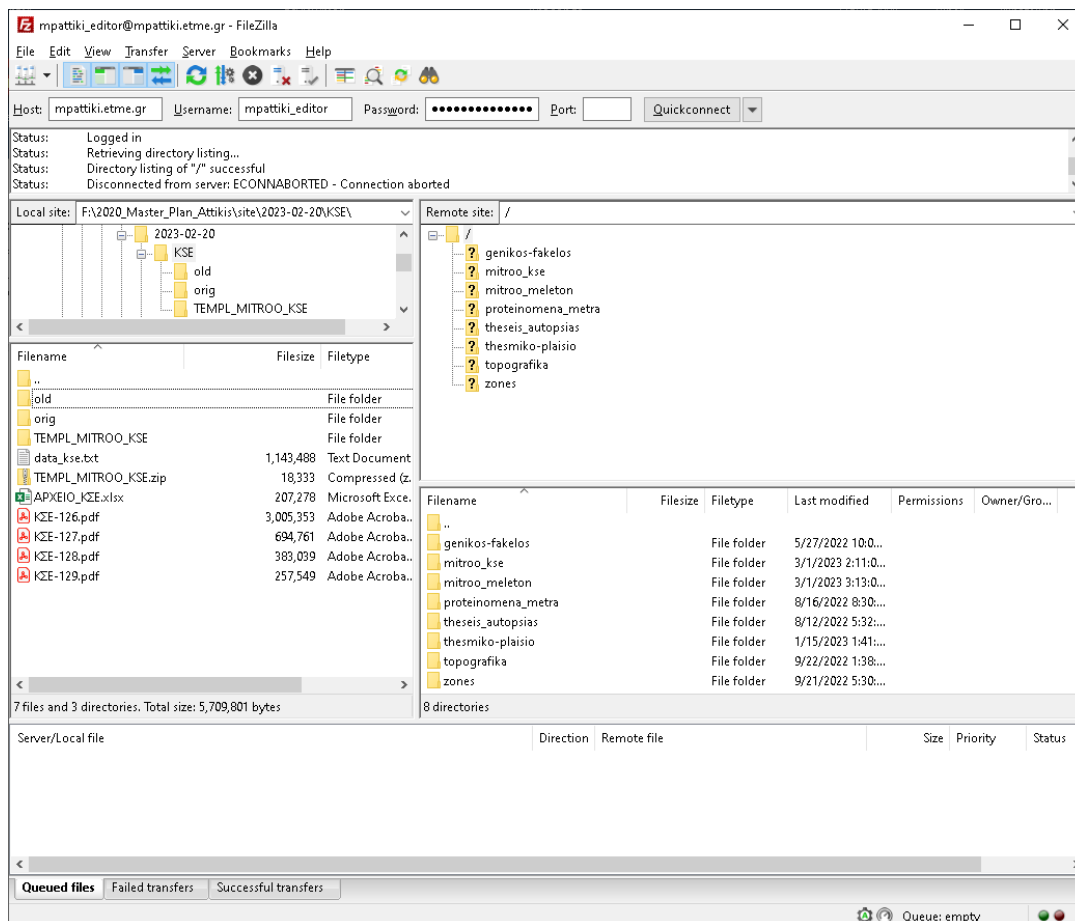 mpattiki_editor@mpattiki.etme.gr - FileZilla
File Edit View Transfer Server Bookmarks Help
Host: mpattiki.etme.gr Username: mpattiki_editor Password: ●●●●●●●●●●●●●● Port: Quickconnect
Status: Logged in
Status: Retrieving directory listing...
Status: Directory listing of "/" successful
Status: Disconnected from server: ECONNABORTED - Connection aborted
Local site: F:\2020_Master_Plan_Attikis\site\2023-02-20\KSE\
2023-02-20
KSE
old
orig
TEMPL_MITROO_KSE
Filename Filesize Filetype
..
old File folder
orig File folder
TEMPL_MITROO_KSE File folder
data_kse.txt 1,143,488 Text Document
TEMPL_MITROO_KSE.zip 18,333 Compressed (z.
ΑΡΧΕΙΟ_ΚΣΕ.xlsx 207,278 Microsoft Exce.
ΚΣΕ-126.pdf 3,005,353 Adobe Acroba..
ΚΣΕ-127.pdf 694,761 Adobe Acroba..
ΚΣΕ-128.pdf 383,039 Adobe Acroba..
ΚΣΕ-129.pdf 257,549 Adobe Acroba..
7 files and 3 directories. Total size: 5,709,801 bytes
Remote site: /
/
genikos-fakelos
mitroo_kse
mitroo_meleton
proteinomena_metra
theseis_autopsias
thesmiko-plaisio
topografika
zones
Filename Filesize Filetype Last modified Permissions Owner/Gro...
..
genikos-fakelos File folder 5/27/2022 10:0...
mitroo_kse File folder 3/1/2023 2:11:0...
mitroo_meleton File folder 3/1/2023 3:13:0...
proteinomena_metra File folder 8/16/2022 8:30:...
theseis_autopsias File folder 8/12/2022 5:32:...
thesmiko-plaisio File folder 1/15/2023 1:41:...
topografika File folder 9/22/2022 1:38:...
zones File folder 9/21/2022 5:30:...
8 directories
Server/Local file Direction Remote file Size Priority Status
Queued files Failed transfers Successful transfers
Queue: empty